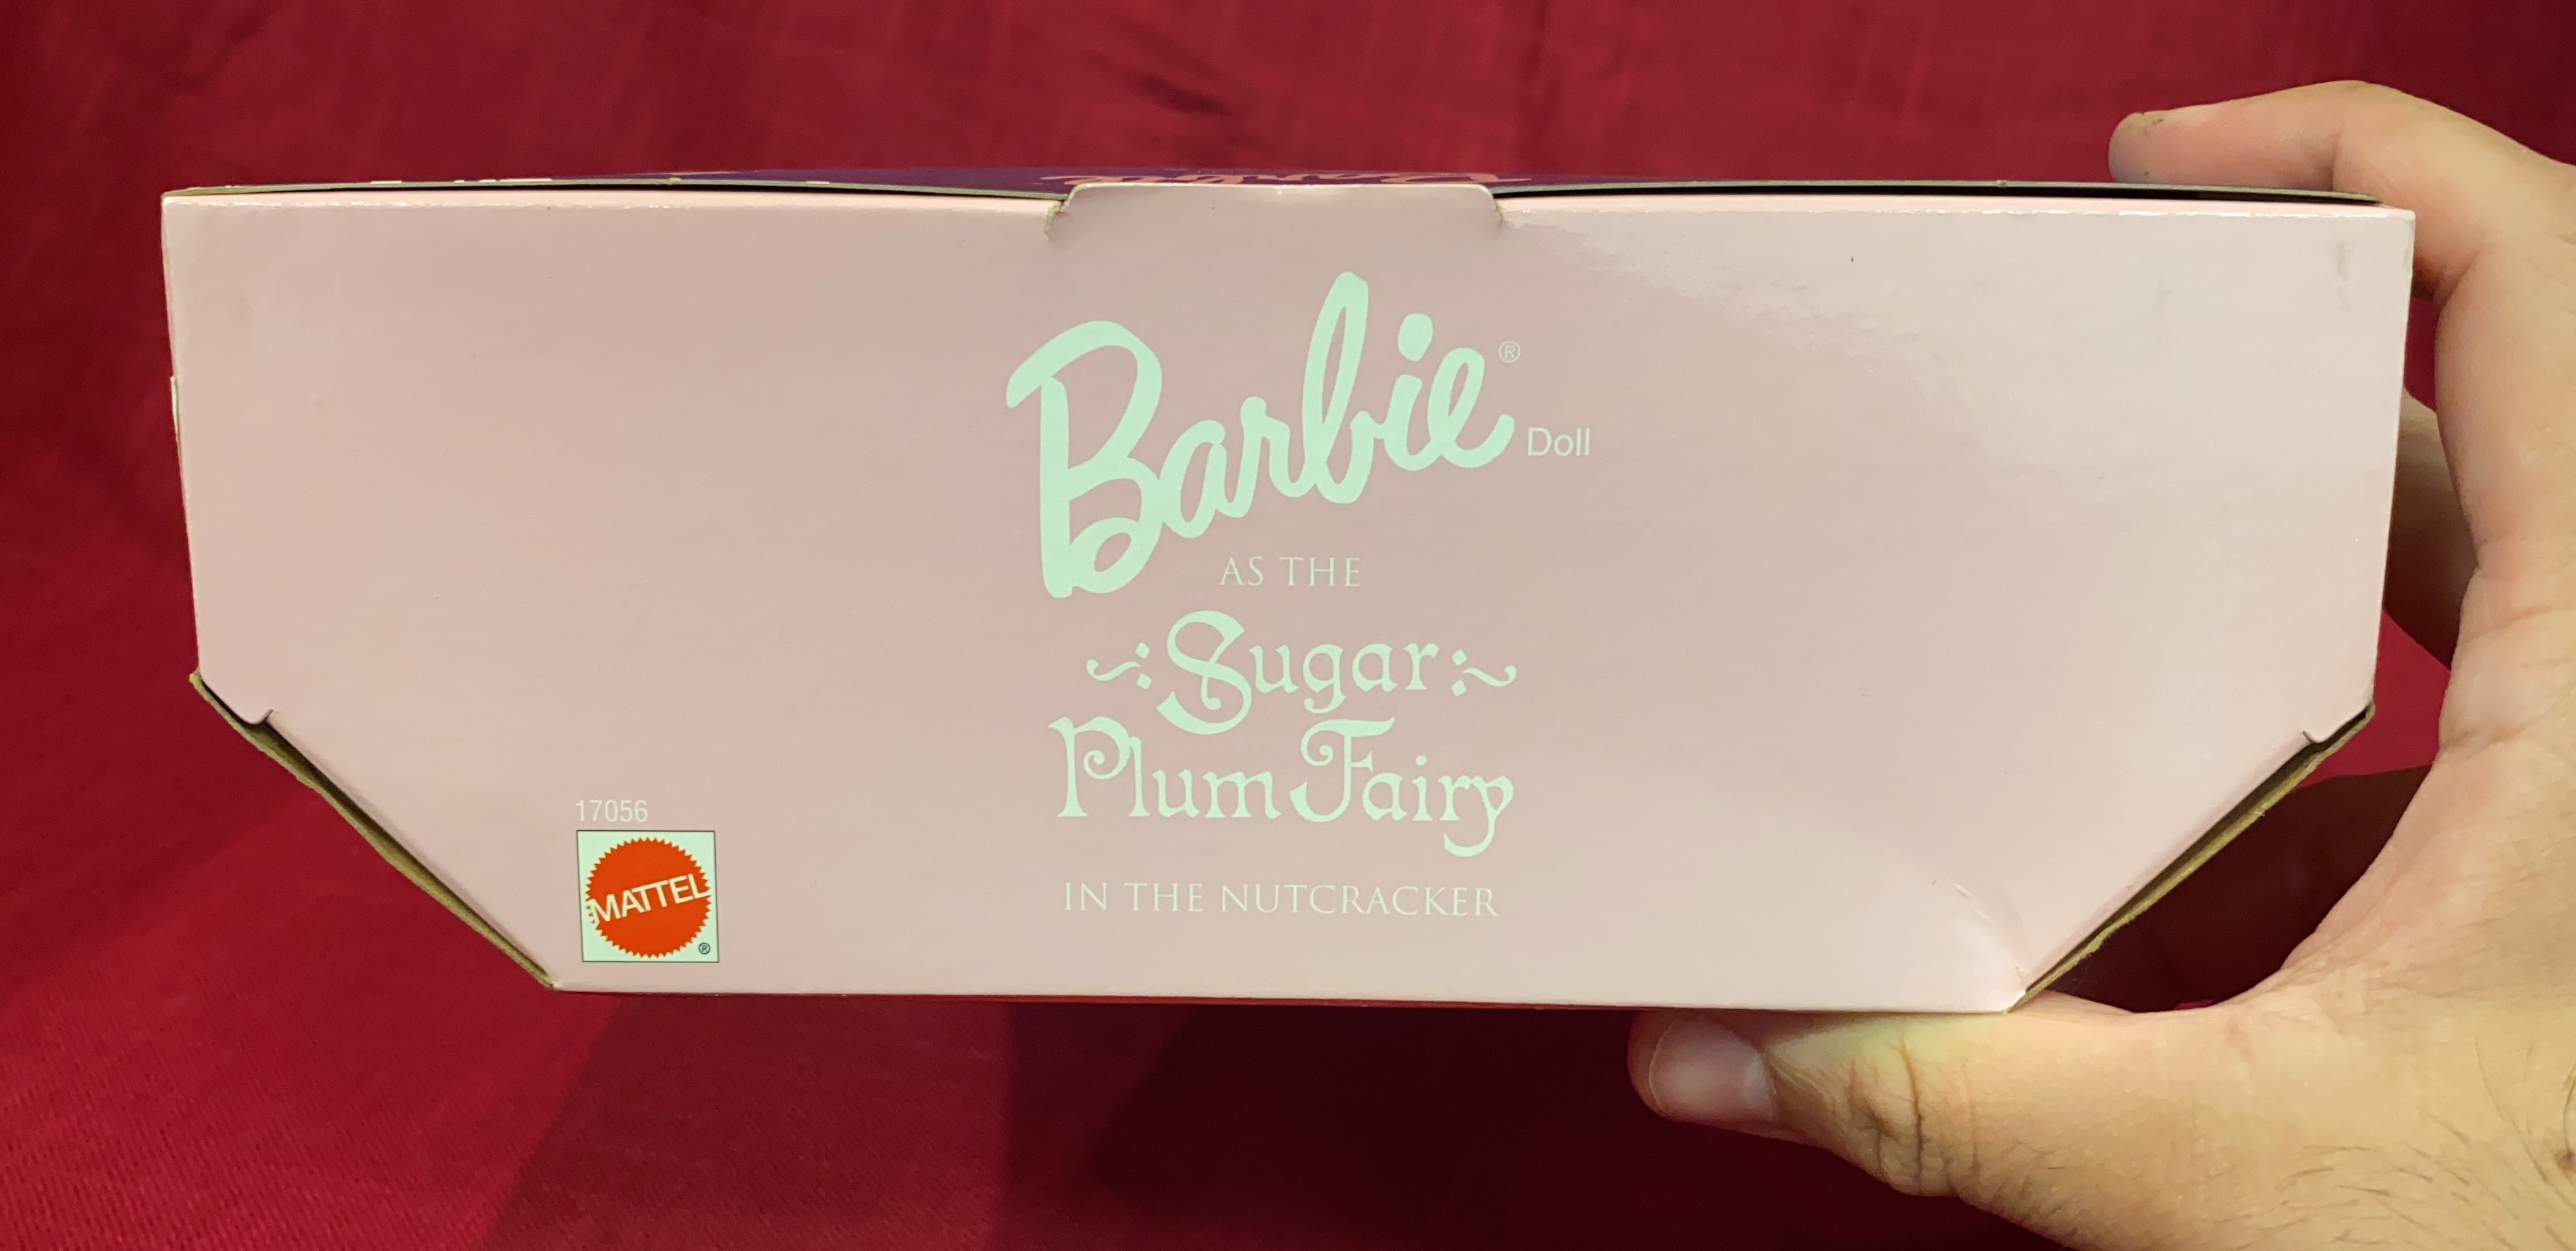 Barbie® Doll
AS THE
Sugar
Plum Fairy
IN THE NUTCRACKER
17056
MATTEL
®